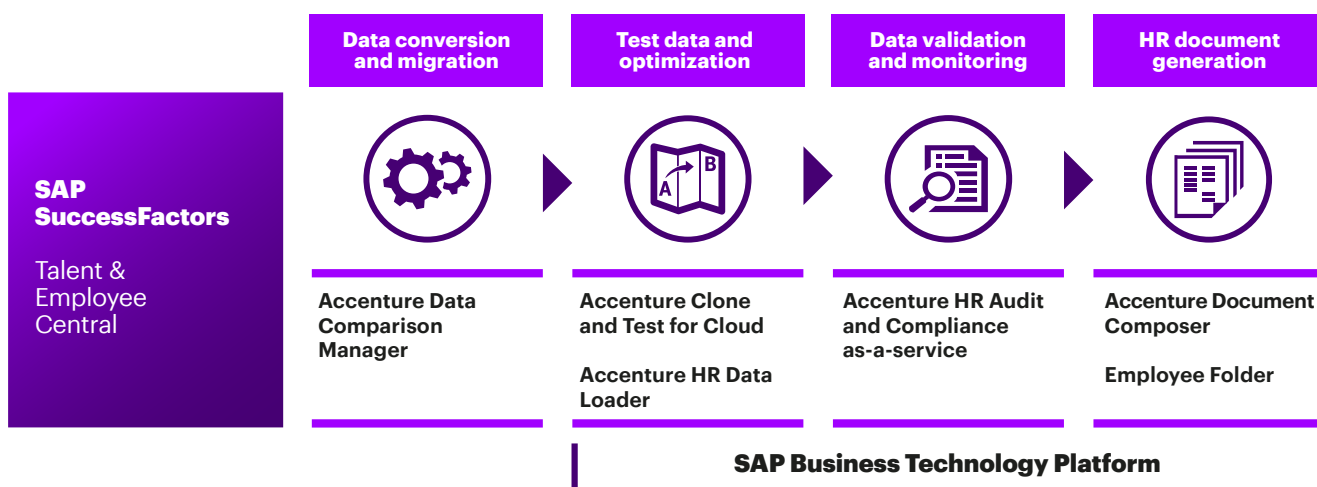 Data conversion
and migration
Test data and
optimization
Data validation
and monitoring
HR document
generation
SAP
SuccessFactors
Talent &
Employee
Central
A
B
Accenture Data
Comparison
Manager
Accenture Clone
and Test for Cloud
Accenture HR Data
Loader
Accenture HR Audit
and Compliance
as-a-service
Accenture Document
Composer
Employee Folder
SAP Business Technology Platform